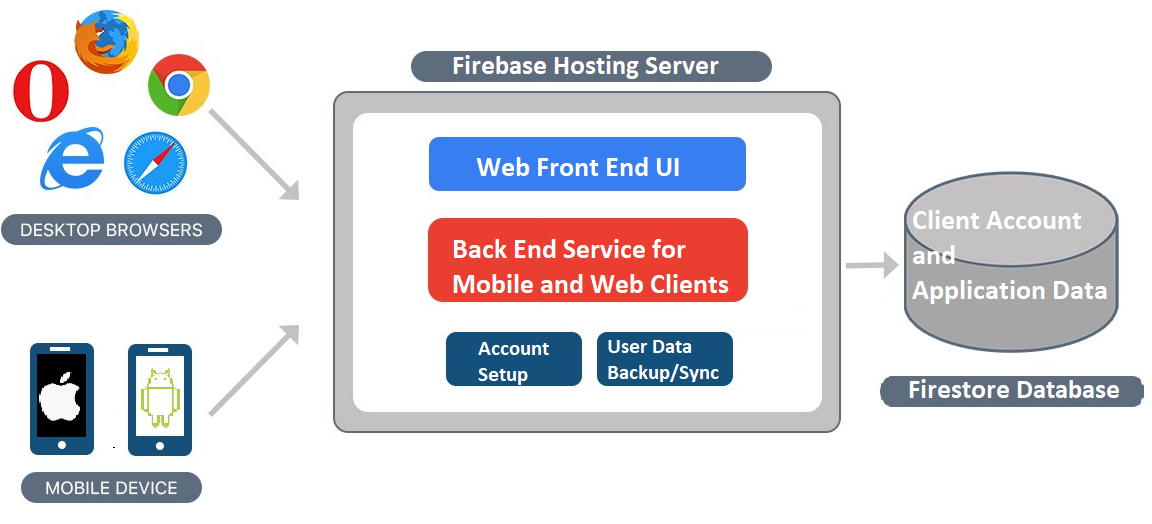 Firebase Hosting Server
DESKTOP BROWSERS
Web Front End UI
Back End Service for
Mobile and Web Clients
Account
Setup
User Data
Backup/Sync
Client Account
and
Application Data
Firestore Database
MOBILE DEVICE